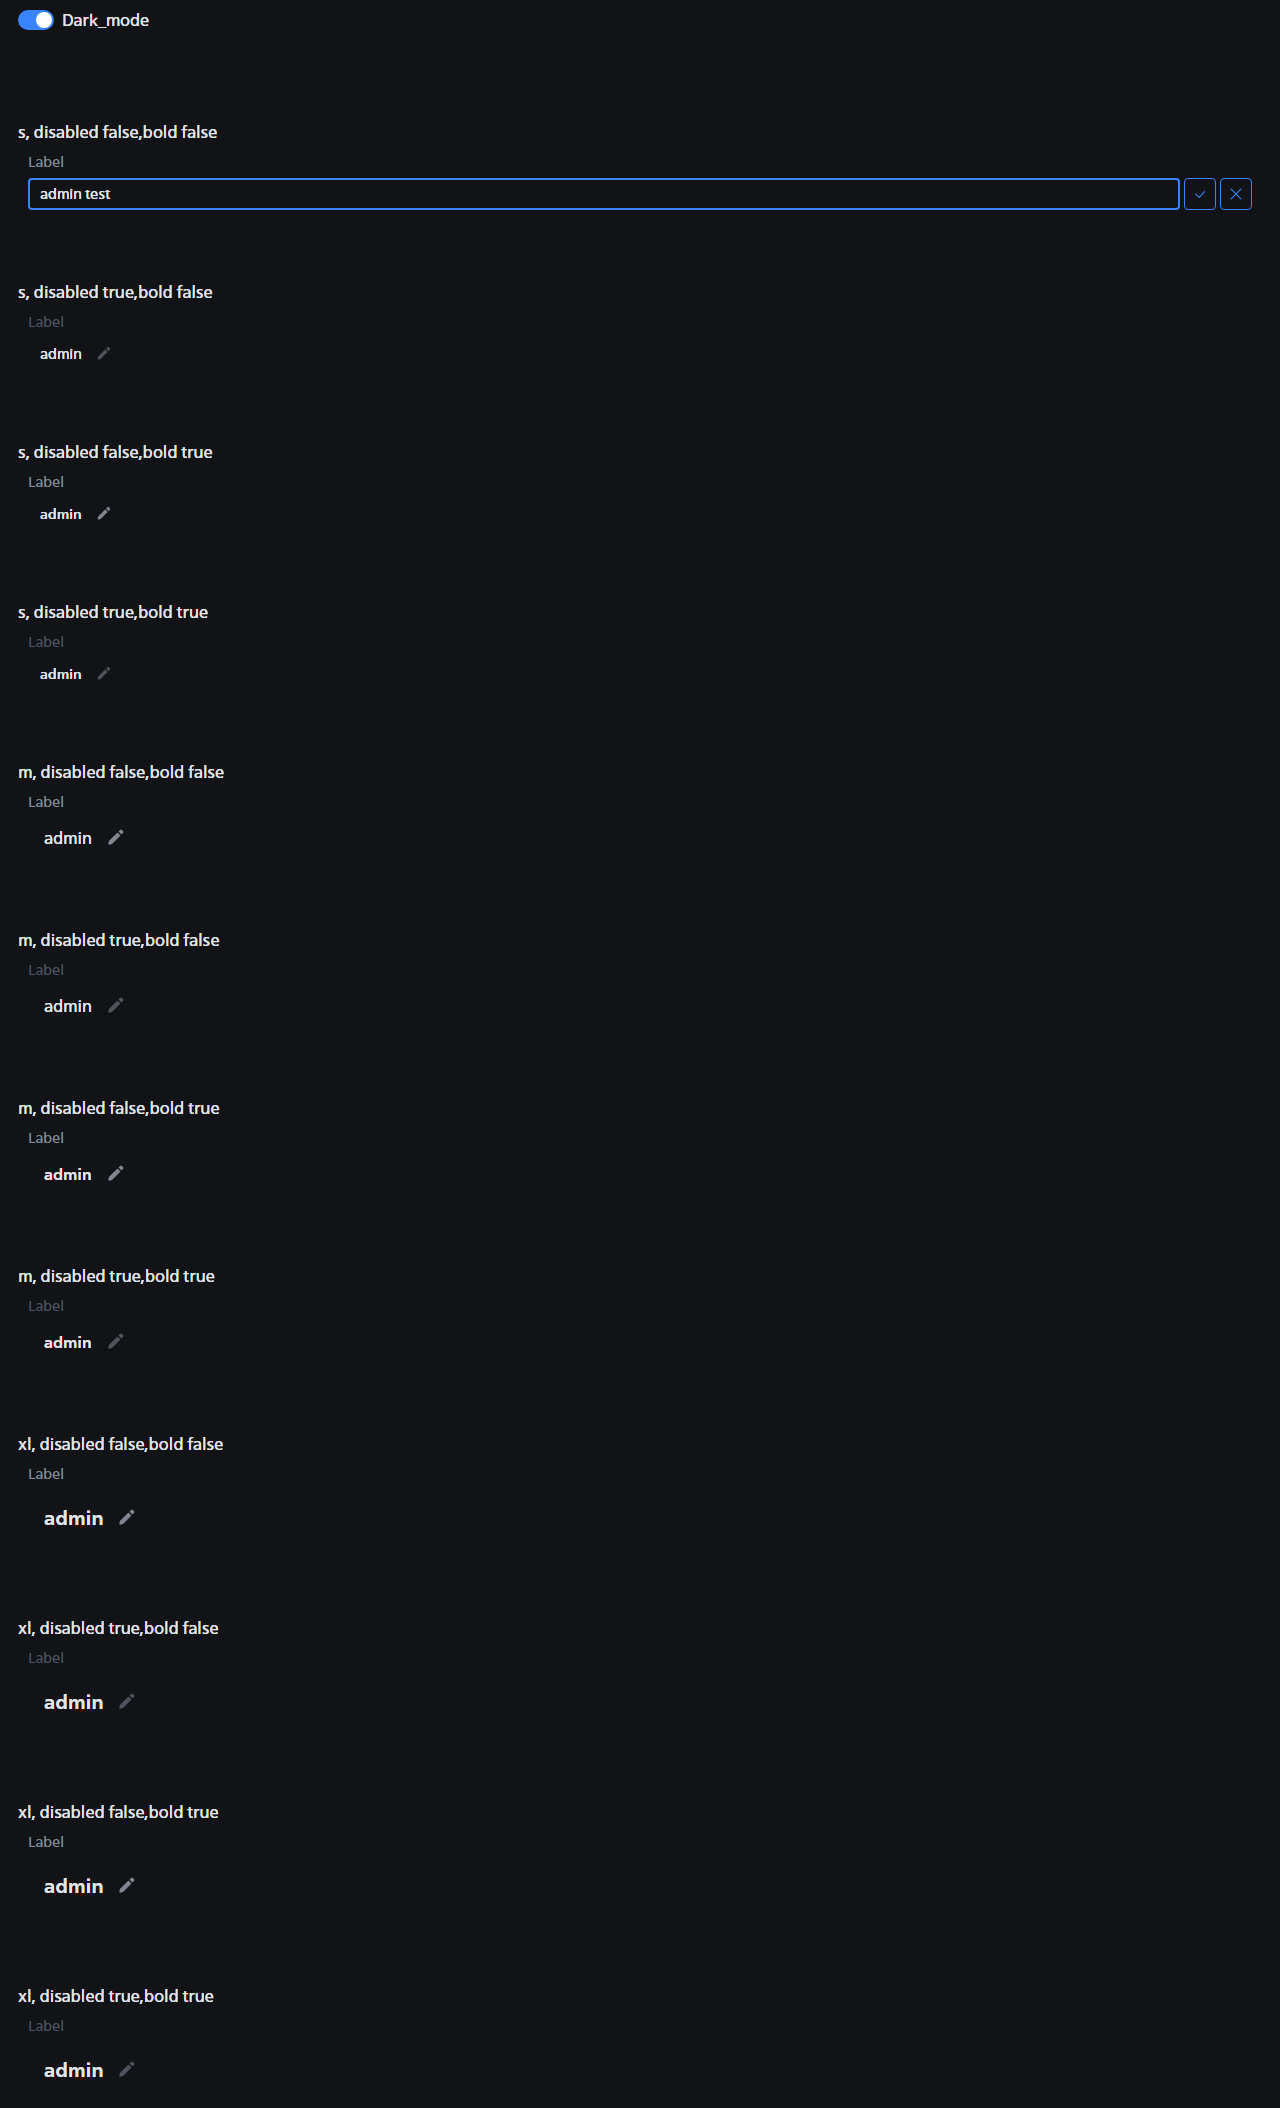 Dark_mode
s, disabled false,bold false
Label
admin test
s, disabled true,bold false
Label
admin
s, disabled false,bold true
Label
admin
s, disabled true,bold true
Label
admin
m, disabled false,bold false
Label
admin
m, disabled true,bold false
Label
admin
m, disabled false,bold true
Label
admin
m, disabled true,bold true
Label
admin
xl, disabled false,bold false
Label
admin
xl, disabled true,bold false
Label
admin
xl, disabled false,bold true
Label
admin
xl, disabled true,bold true
Label
admin